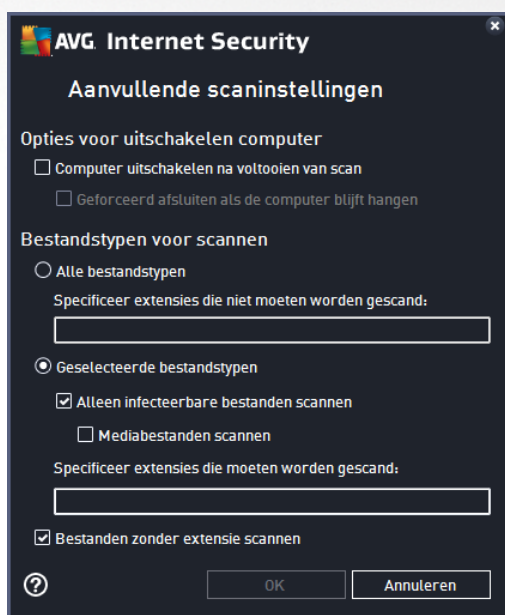 AVG. Internet Security
Aanvullende scaninstellingen
Opties voor uitschakelen computer
Computer uitschakelen na voltooien van scan
Geforceerd afsluiten als de computer blijft hangen
Bestandstypen voor scannen
Alle bestandstypen
Specificeer extensies die niet moeten worden gescand:
Geselecteerde bestandstypen
Alleen infecteerbare bestanden scannen
Mediabestanden scannen
Specificeer extensies die moeten worden gescand:
Bestanden zonder extensie scannen
? OK Annuleren